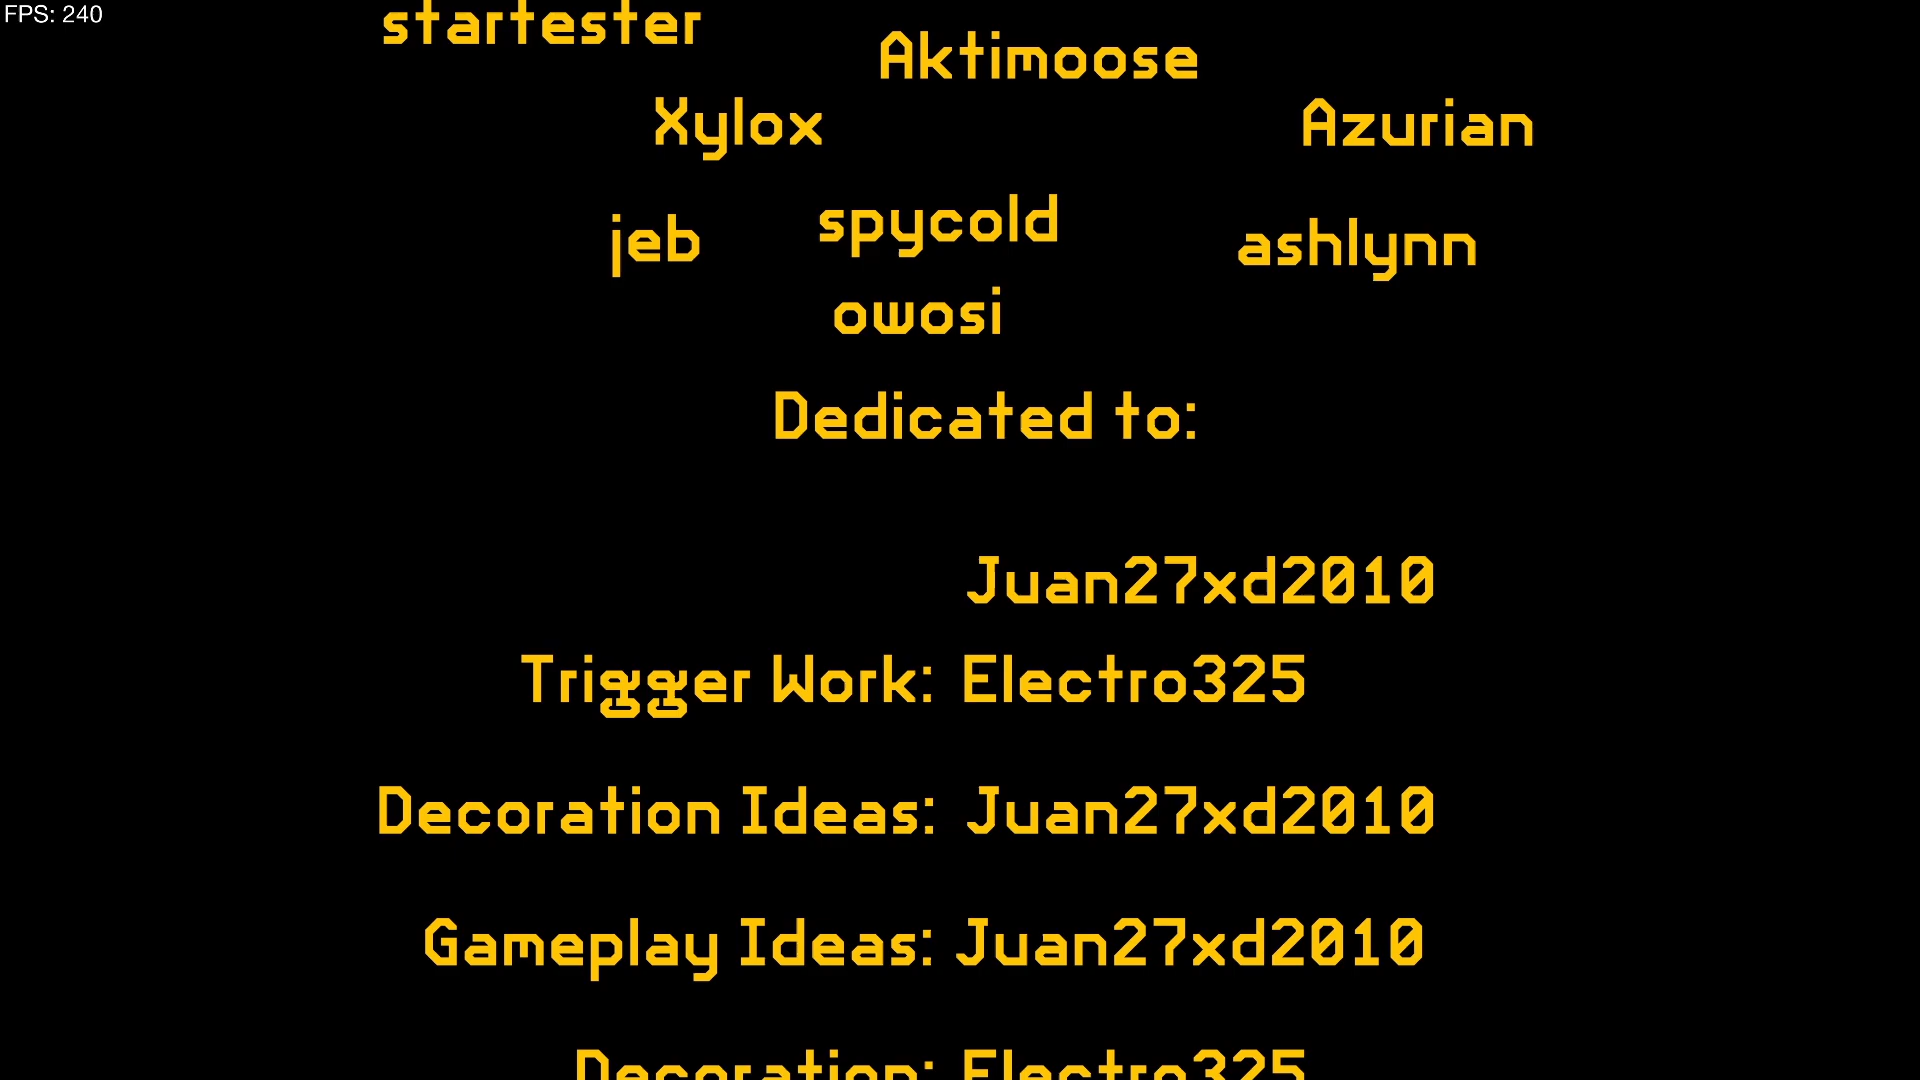 FPS: 240
startester
Aktimoose
Xylox
Azurian
jeb
spycold
ashlynn
owosi
Dedicated to:
Juan27xd2010
Trigger Work: Electro325
Decoration Ideas: Juan27xd2010
Gameplay Ideas: Juan27xd2010
Decoration: Electro325